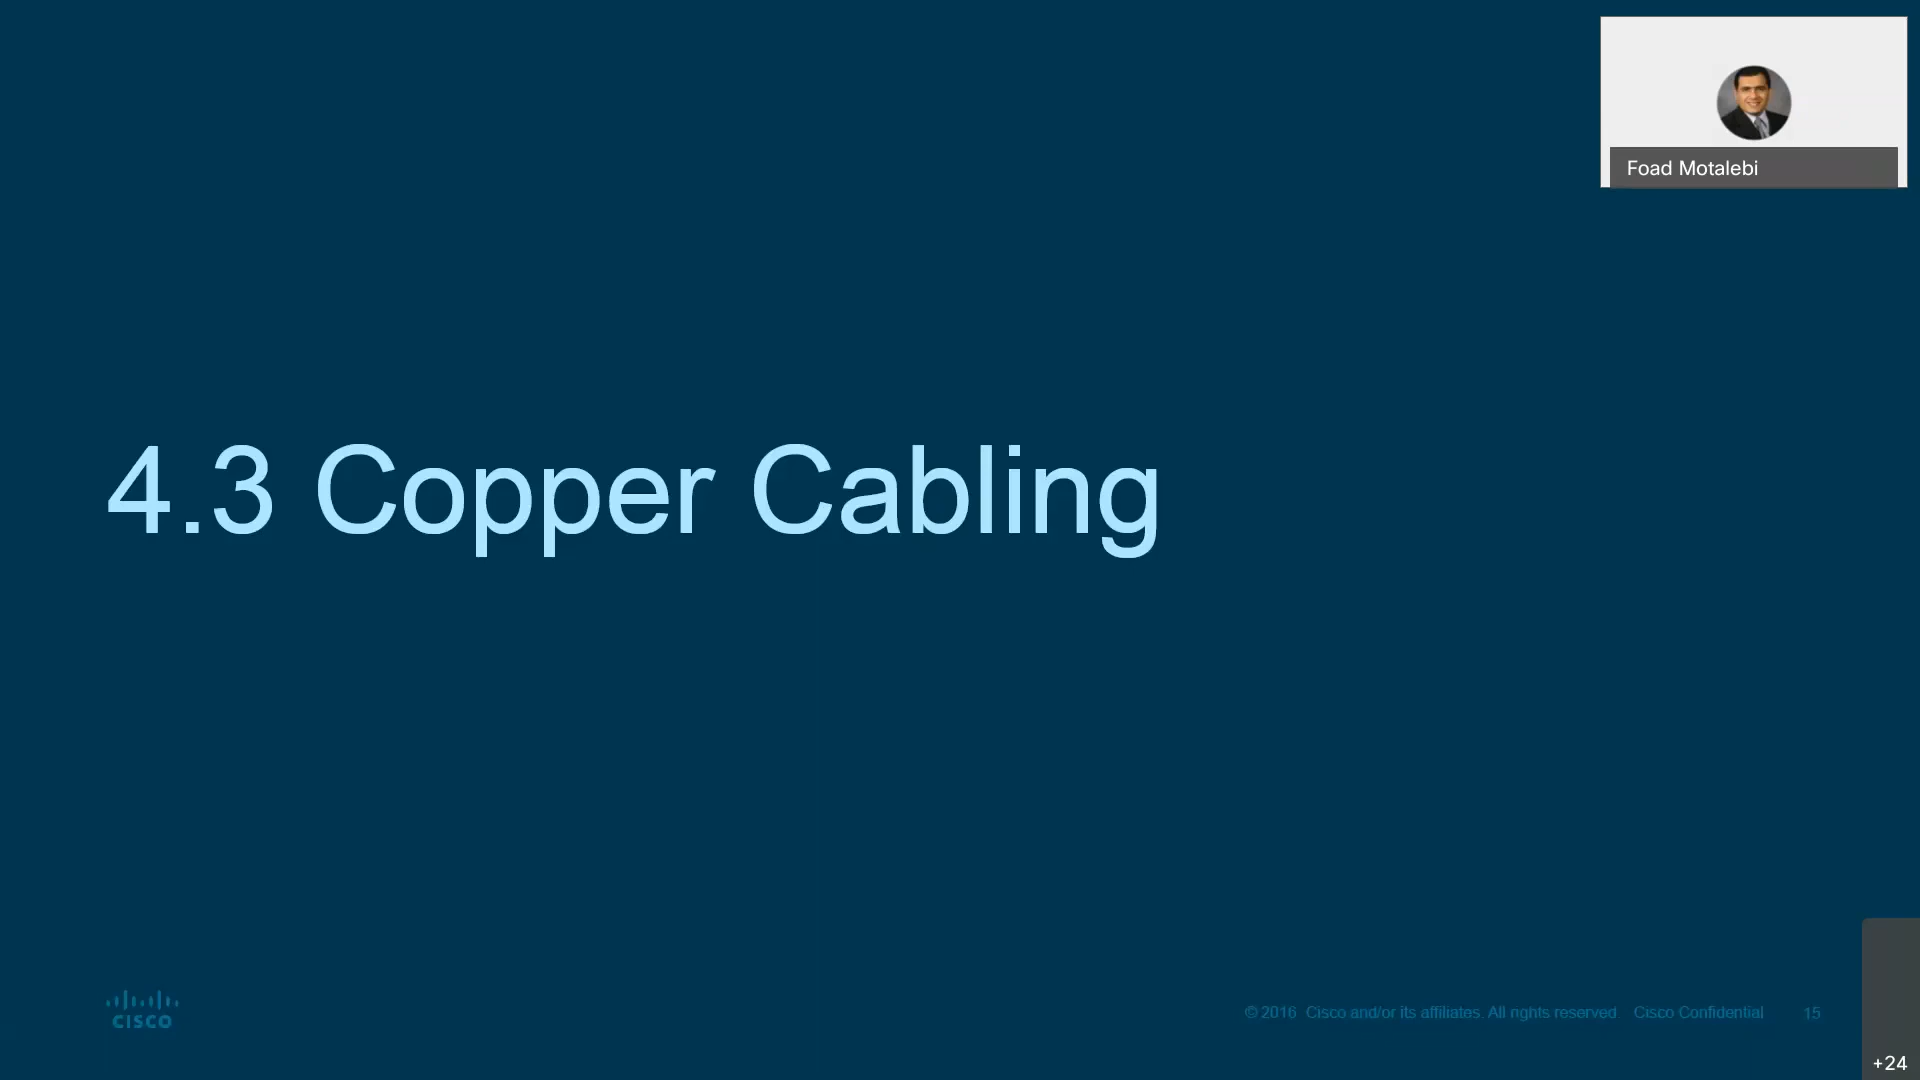 Foad Motalebi
4.3 Copper Cabling
CISCO
© 2016 Cisco and/or its affiliates. All rights reserved. Cisco Confidential 15
+24